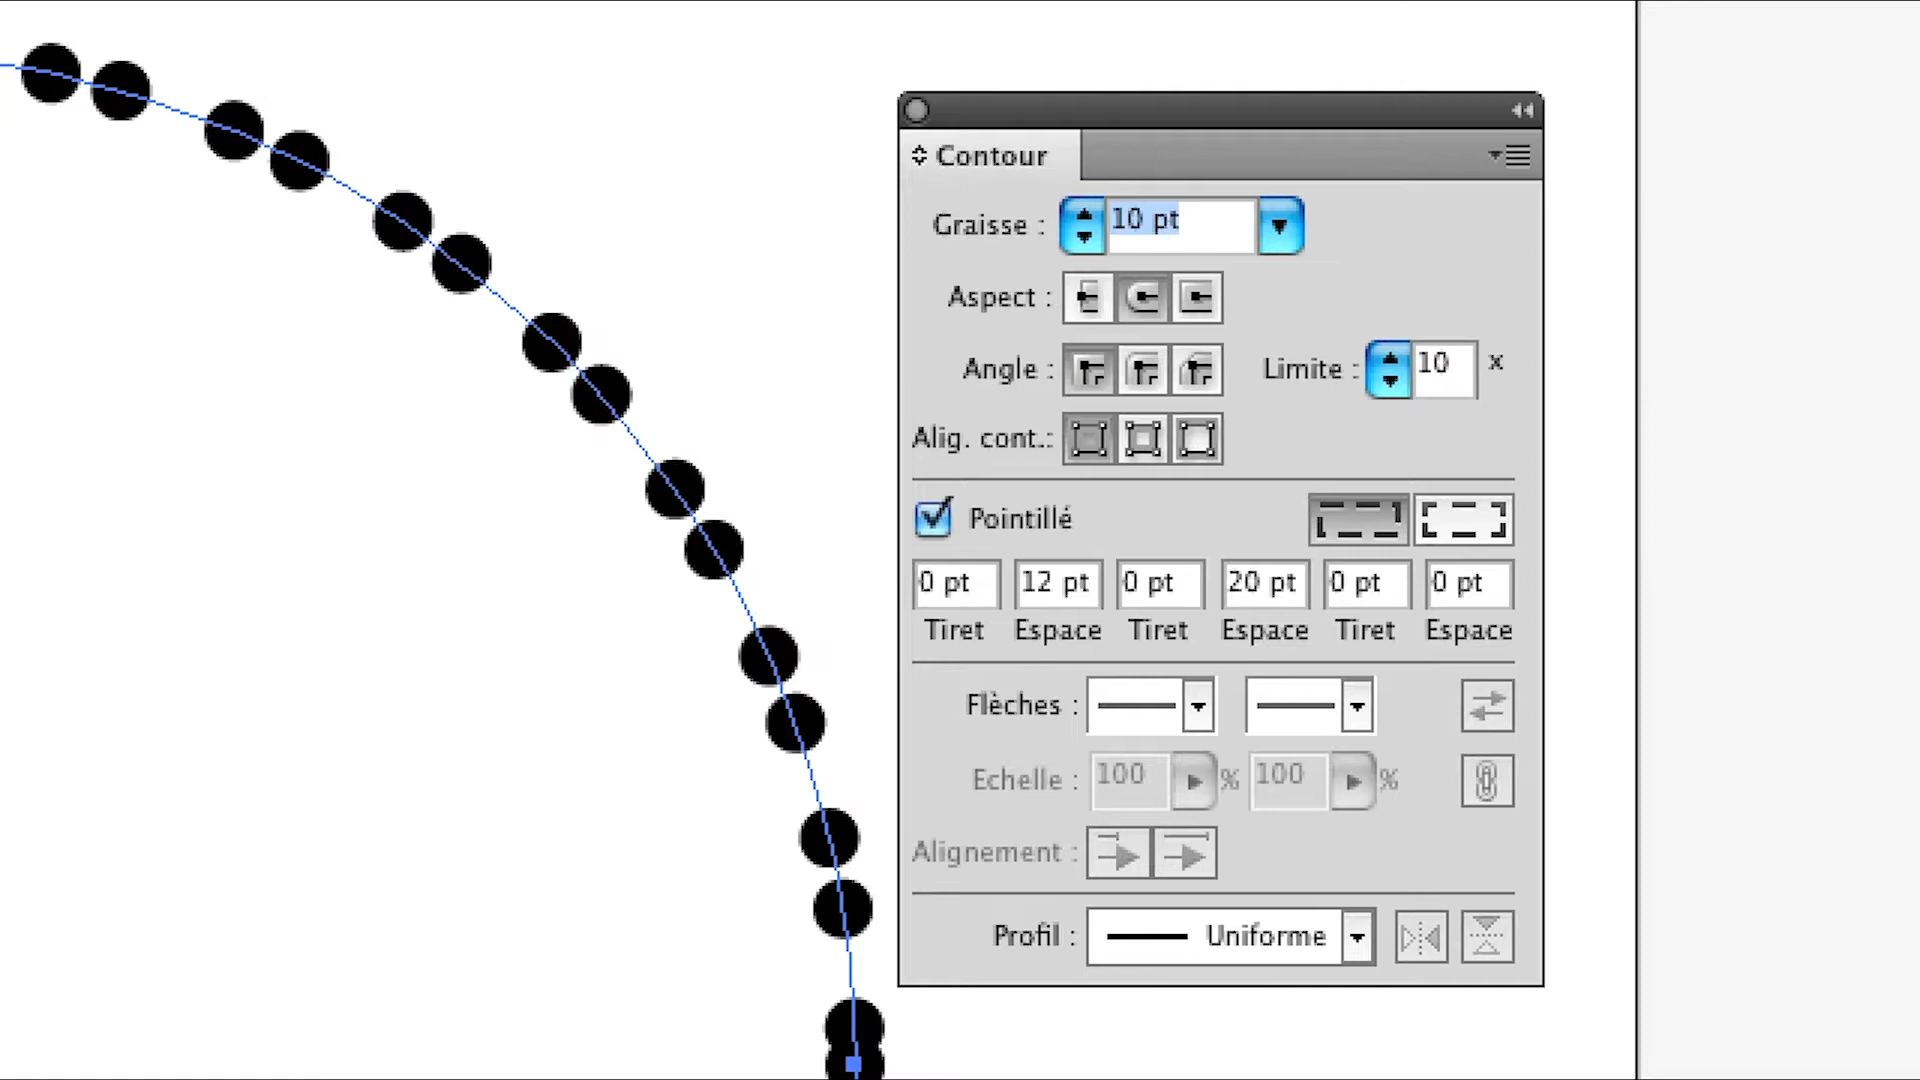 Contour
Graisse : 10 pt
Aspect :
Angle : Limite : 10 x
Alig. cont.:
Pointillé
0 pt 12 pt 0 pt 20 pt 0 pt 0 pt
Tiret Espace Tiret Espace Tiret Espace
Flèches :
Echelle : 100 % 100 %
Alignement :
Profil : Uniforme